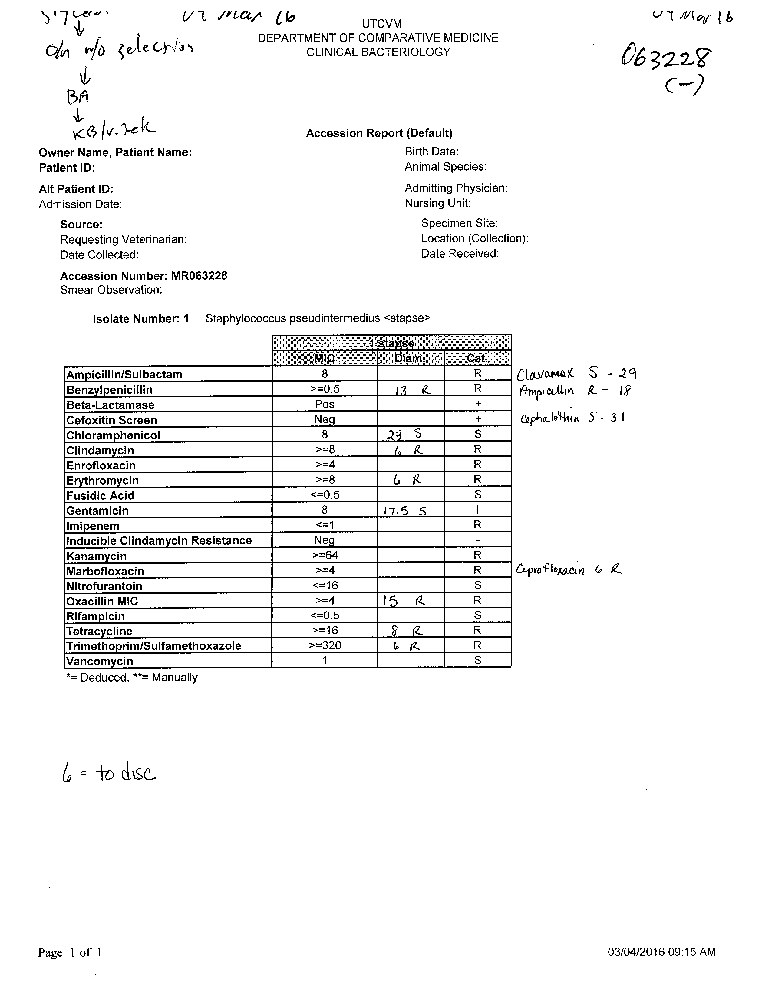 04 Mar 16
04 Mar 16
O/n w/o selection
BA
KB/v.tek
UTCVM
DEPARTMENT OF COMPARATIVE MEDICINE
CLINICAL BACTERIOLOGY
063228
(-)
Accession Report (Default)
Owner Name, Patient Name:
Birth Date:
Patient ID:
Animal Species:
Alt Patient ID:
Admitting Physician:
Admission Date:
Nursing Unit:
Source:
Specimen Site:
Requesting Veterinarian:
Location (Collection):
Date Collected:
Date Received:
Accession Number: MR063228
Smear Observation:
Isolate Number: 1 Staphylococcus pseudintermedius <stapse>
1 stapse
MIC Diam. Cat.
Ampicillin/Sulbactam 8 R Clavamox S - 29
Benzylpenicillin >=0.5 13 R R Ampicillin R - 18
Beta-Lactamase Pos +
Cefoxitin Screen Neg + Cephalothin S - 31
Chloramphenicol 8 23 S S
Clindamycin >=8 6 R R
Enrofloxacin >=4 R
Erythromycin >=8 6 R R
Fusidic Acid <=0.5 S
Gentamicin 8 17.5 S I
Imipenem <=1 R
Inducible Clindamycin Resistance Neg -
Kanamycin >=64 R
Marbofloxacin >=4 R Ciprofloxacin 6 R
Nitrofurantoin <=16 S
Oxacillin MIC >=4 15 R R
Rifampicin <=0.5 S
Tetracycline >=16 8 R R
Trimethoprim/Sulfamethoxazole >=320 6 R R
Vancomycin 1 S
*= Deduced, **= Manually
6 = to disc
Page 1 of 1
03/04/2016 09:15 AM